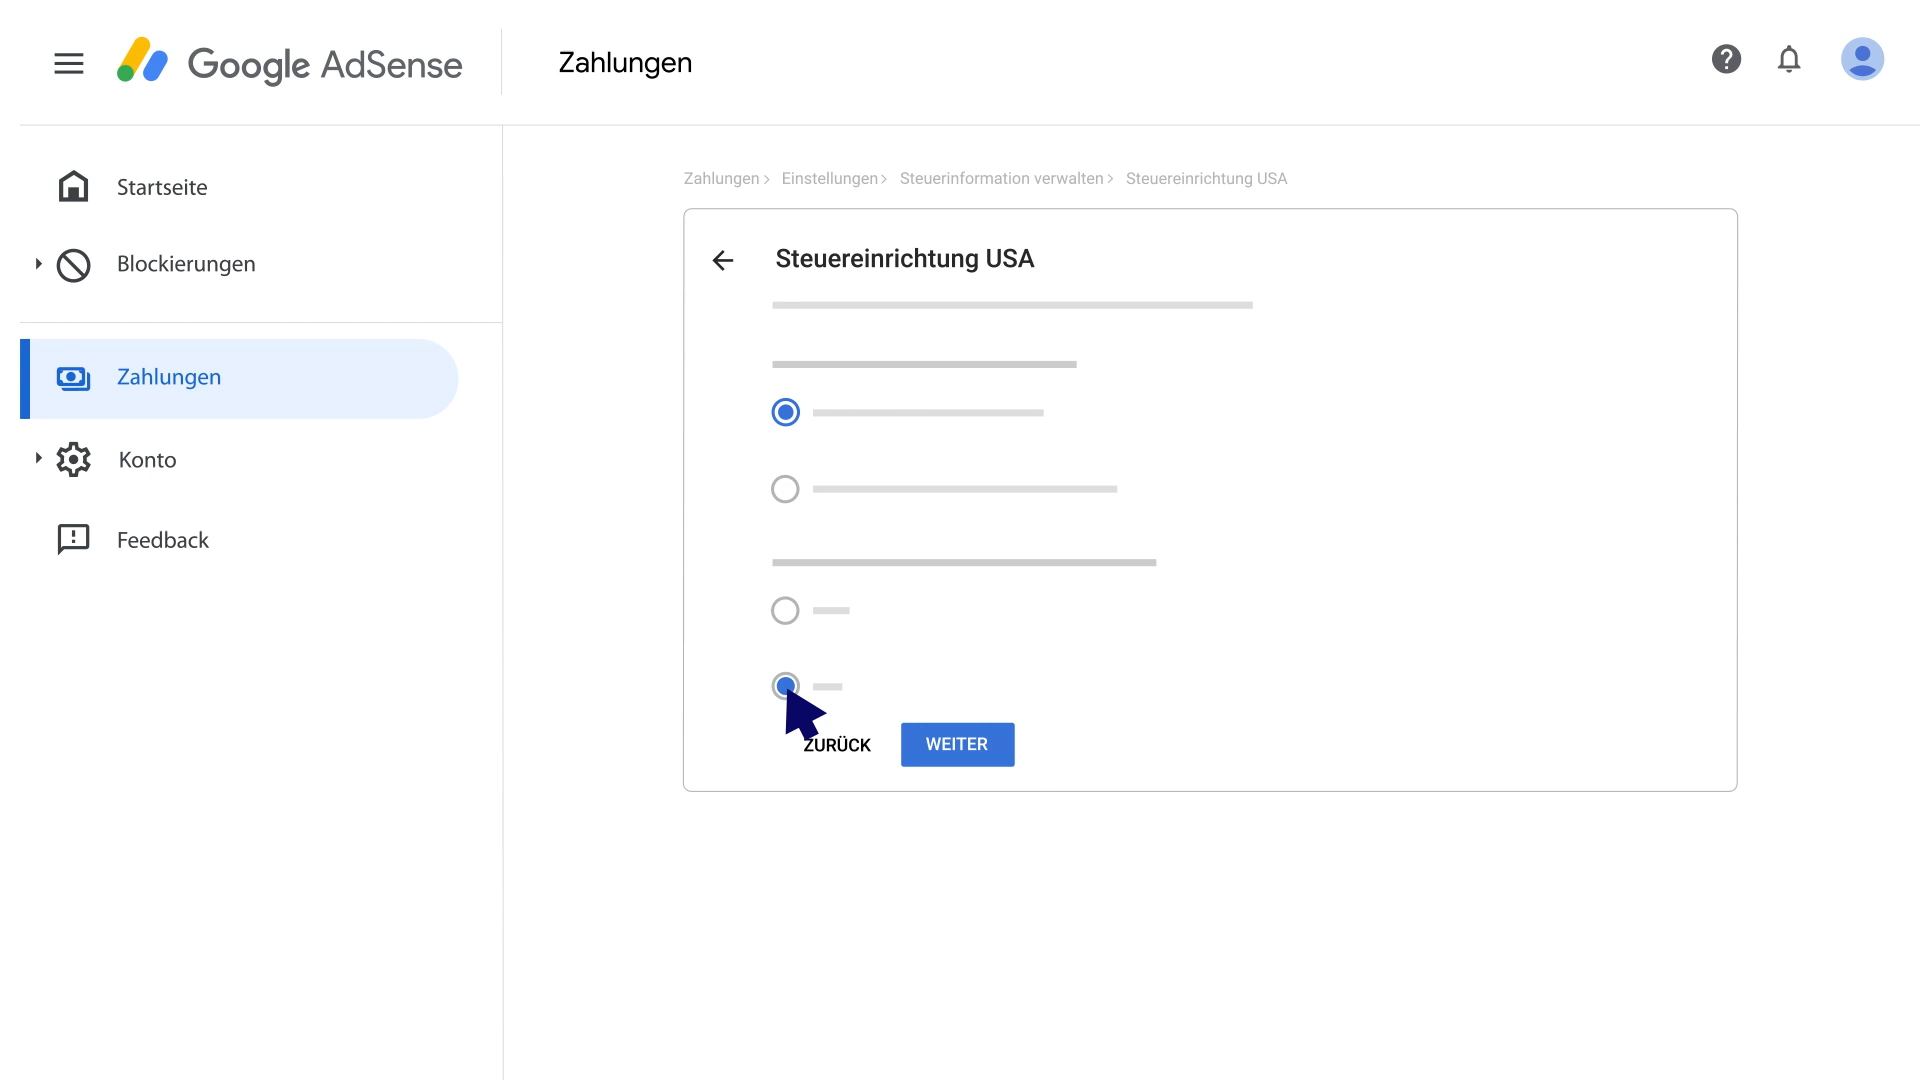 Google AdSense
Zahlungen
Startseite
Blockierungen
Zahlungen
Konto
Feedback
Zahlungen > Einstellungen > Steuerinformation verwalten > Steuereinrichtung USA
Steuereinrichtung USA
ZURÜCK
WEITER